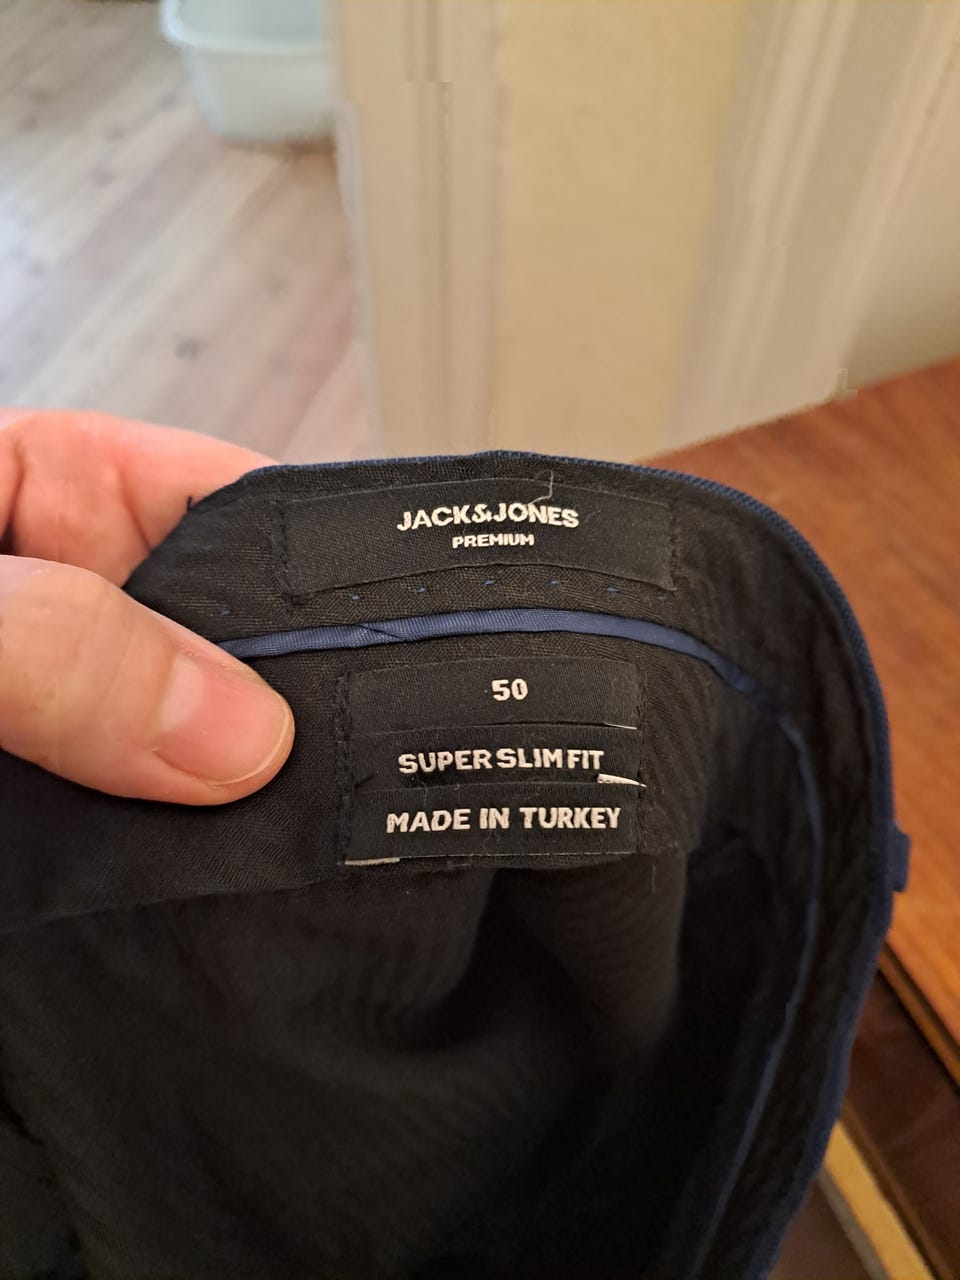 JACK&JONES
PREMIUM
50
SUPER SLIM FIT
MADE IN TURKEY